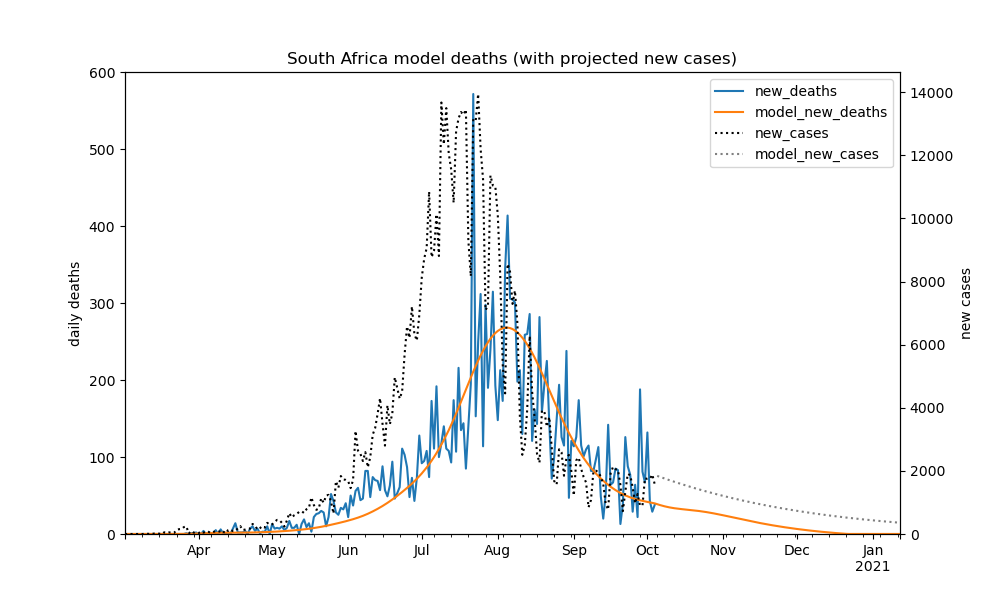 South Africa model deaths (with projected new cases)
600
500
400
300
200
100
0
daily deaths
14000
12000
10000
8000
6000
4000
2000
0
new cases
new_deaths
model_new_deaths
new_cases
model_new_cases
Apr May Jun Jul Aug Sep Oct Nov Dec Jan
2021